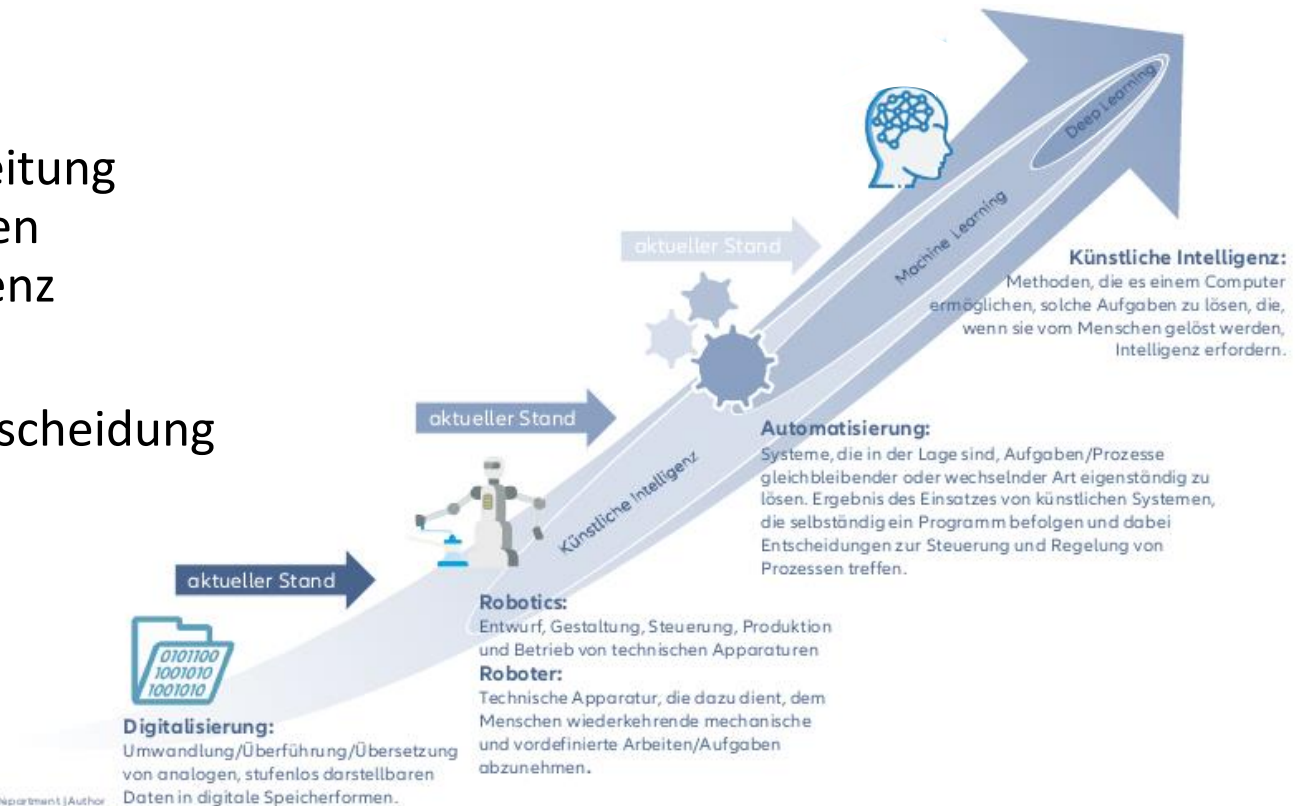 eitung
en
enz
scheidung
aktueller Stand
aktueller Stand
aktueller Stand
0101100
1001010
1001010
Künstliche Intelligenz
Machine Learning
Deep Learning
Digitalisierung:
Umwandlung/Überführung/Übersetzung
von analogen, stufenlos darstellbaren
Daten in digitale Speicherformen.
Robotics:
Entwurf, Gestaltung, Steuerung, Produktion
und Betrieb von technischen Apparaturen
Roboter:
Technische Apparatur, die dazu dient, dem
Menschen wiederkehrende mechanische
und vordefinierte Arbeiten/Aufgaben
abzunehmen.
Automatisierung:
Systeme, die in der Lage sind, Aufgaben/Prozesse
gleichbleibender oder wechselnder Art eigenständig zu
lösen. Ergebnis des Einsatzes von künstlichen Systemen,
die selbständig ein Programm befolgen und dabei
Entscheidungen zur Steuerung und Regelung von
Prozessen treffen.
Künstliche Intelligenz:
Methoden, die es einem Computer
ermöglichen, solche Aufgaben zu lösen, die,
wenn sie vom Menschen gelöst werden,
Intelligenz erfordern.
Department | Author